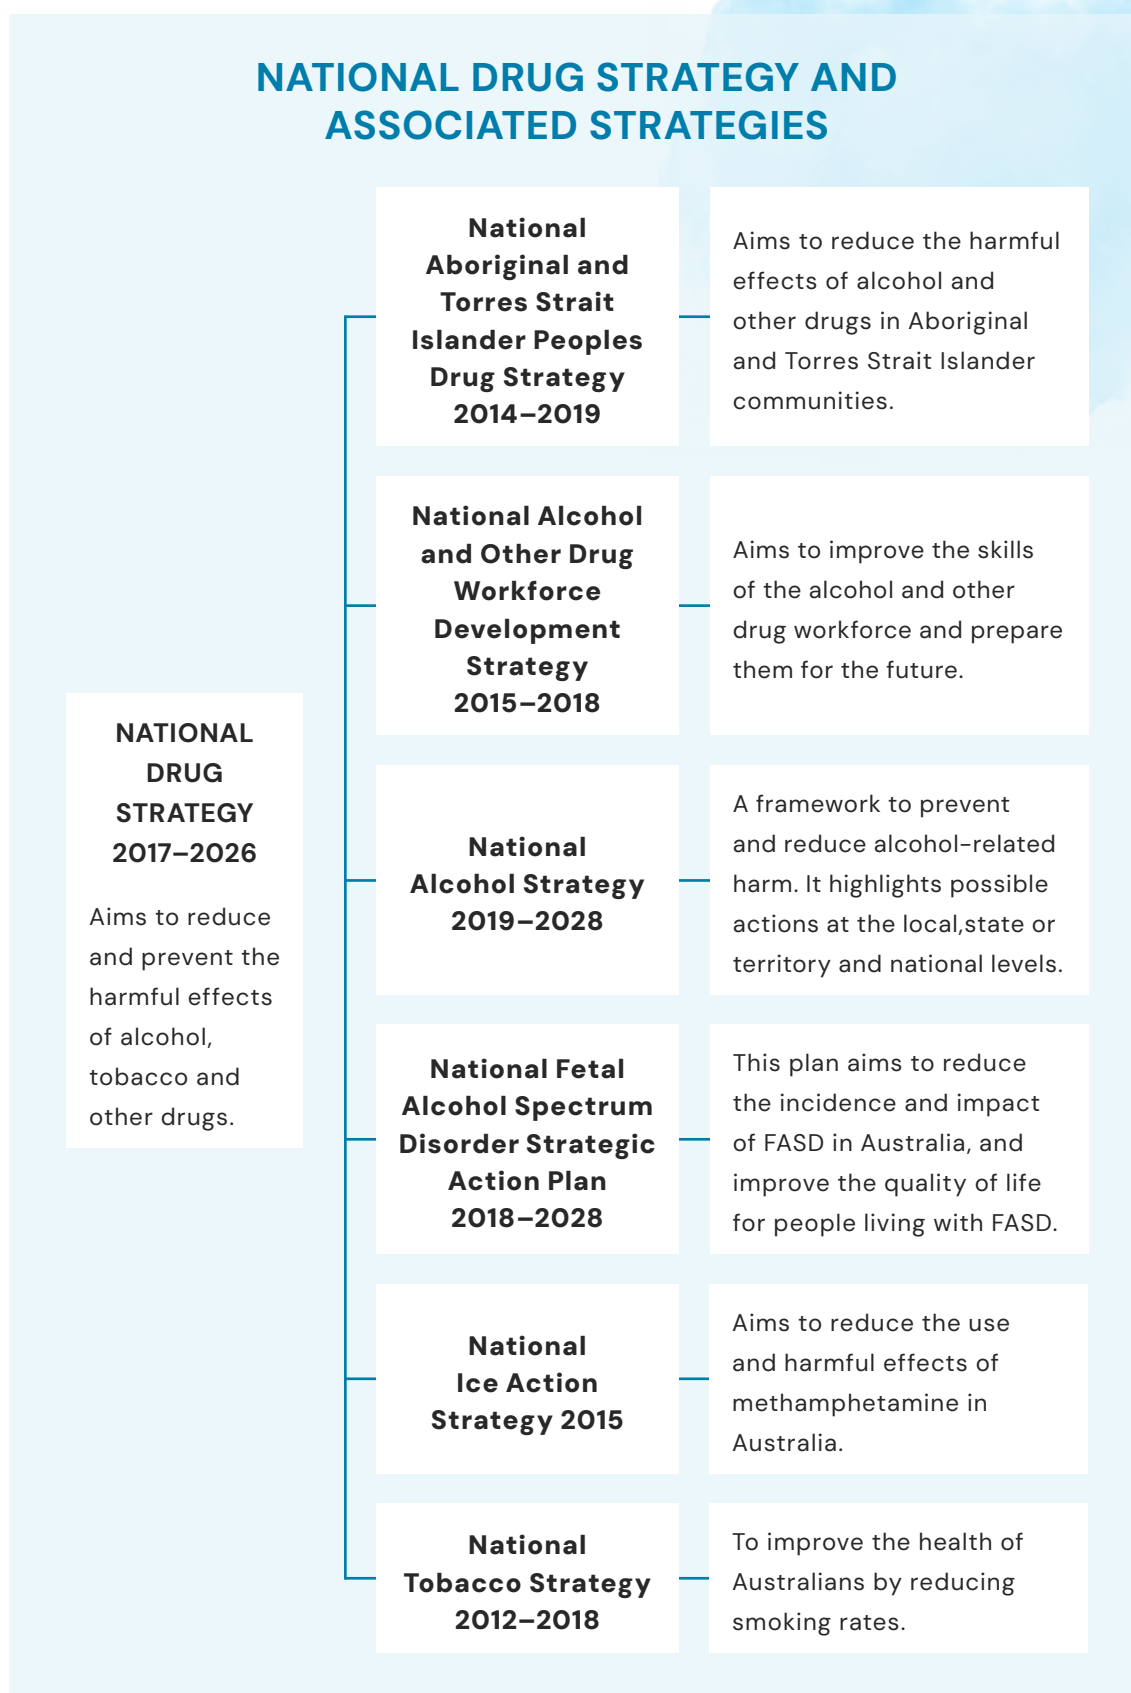 NATIONAL DRUG STRATEGY AND
ASSOCIATED STRATEGIES
NATIONAL
DRUG
STRATEGY
2017–2026
Aims to reduce
and prevent the
harmful effects
of alcohol,
tobacco and
other drugs.
National
Aboriginal and
Torres Strait
Islander Peoples
Drug Strategy
2014–2019
Aims to reduce the harmful
effects of alcohol and
other drugs in Aboriginal
and Torres Strait Islander
communities.
National Alcohol
and Other Drug
Workforce
Development
Strategy
2015–2018
Aims to improve the skills
of the alcohol and other
drug workforce and prepare
them for the future.
National
Alcohol Strategy
2019–2028
A framework to prevent
and reduce alcohol-related
harm. It highlights possible
actions at the local,state or
territory and national levels.
National Fetal
Alcohol Spectrum
Disorder Strategic
Action Plan
2018–2028
This plan aims to reduce
the incidence and impact
of FASD in Australia, and
improve the quality of life
for people living with FASD.
National
Ice Action
Strategy 2015
Aims to reduce the use
and harmful effects of
methamphetamine in
Australia.
National
Tobacco Strategy
2012–2018
To improve the health of
Australians by reducing
smoking rates.